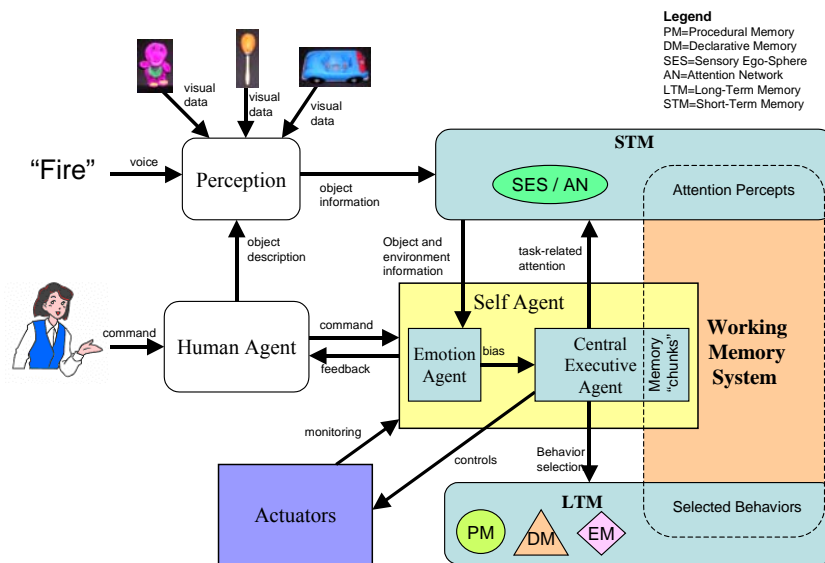 Legend
PM=Procedural Memory
DM=Declarative Memory
SES=Sensory Ego-Sphere
AN=Attention Network
LTM=Long-Term Memory
STM=Short-Term Memory
visual
data
visual
data
visual
data
"Fire"
voice
Perception
object
information
STM
SES / AN
Attention Percepts
object
description
Object and
environment
information
task-related
attention
command
Human Agent
command
feedback
Self Agent
Emotion
Agent
bias
Central
Executive
Agent
Memory
"chunks"
Working
Memory
System
monitoring
controls
Behavior
selection
Actuators
LTM
PM
DM
EM
Selected Behaviors